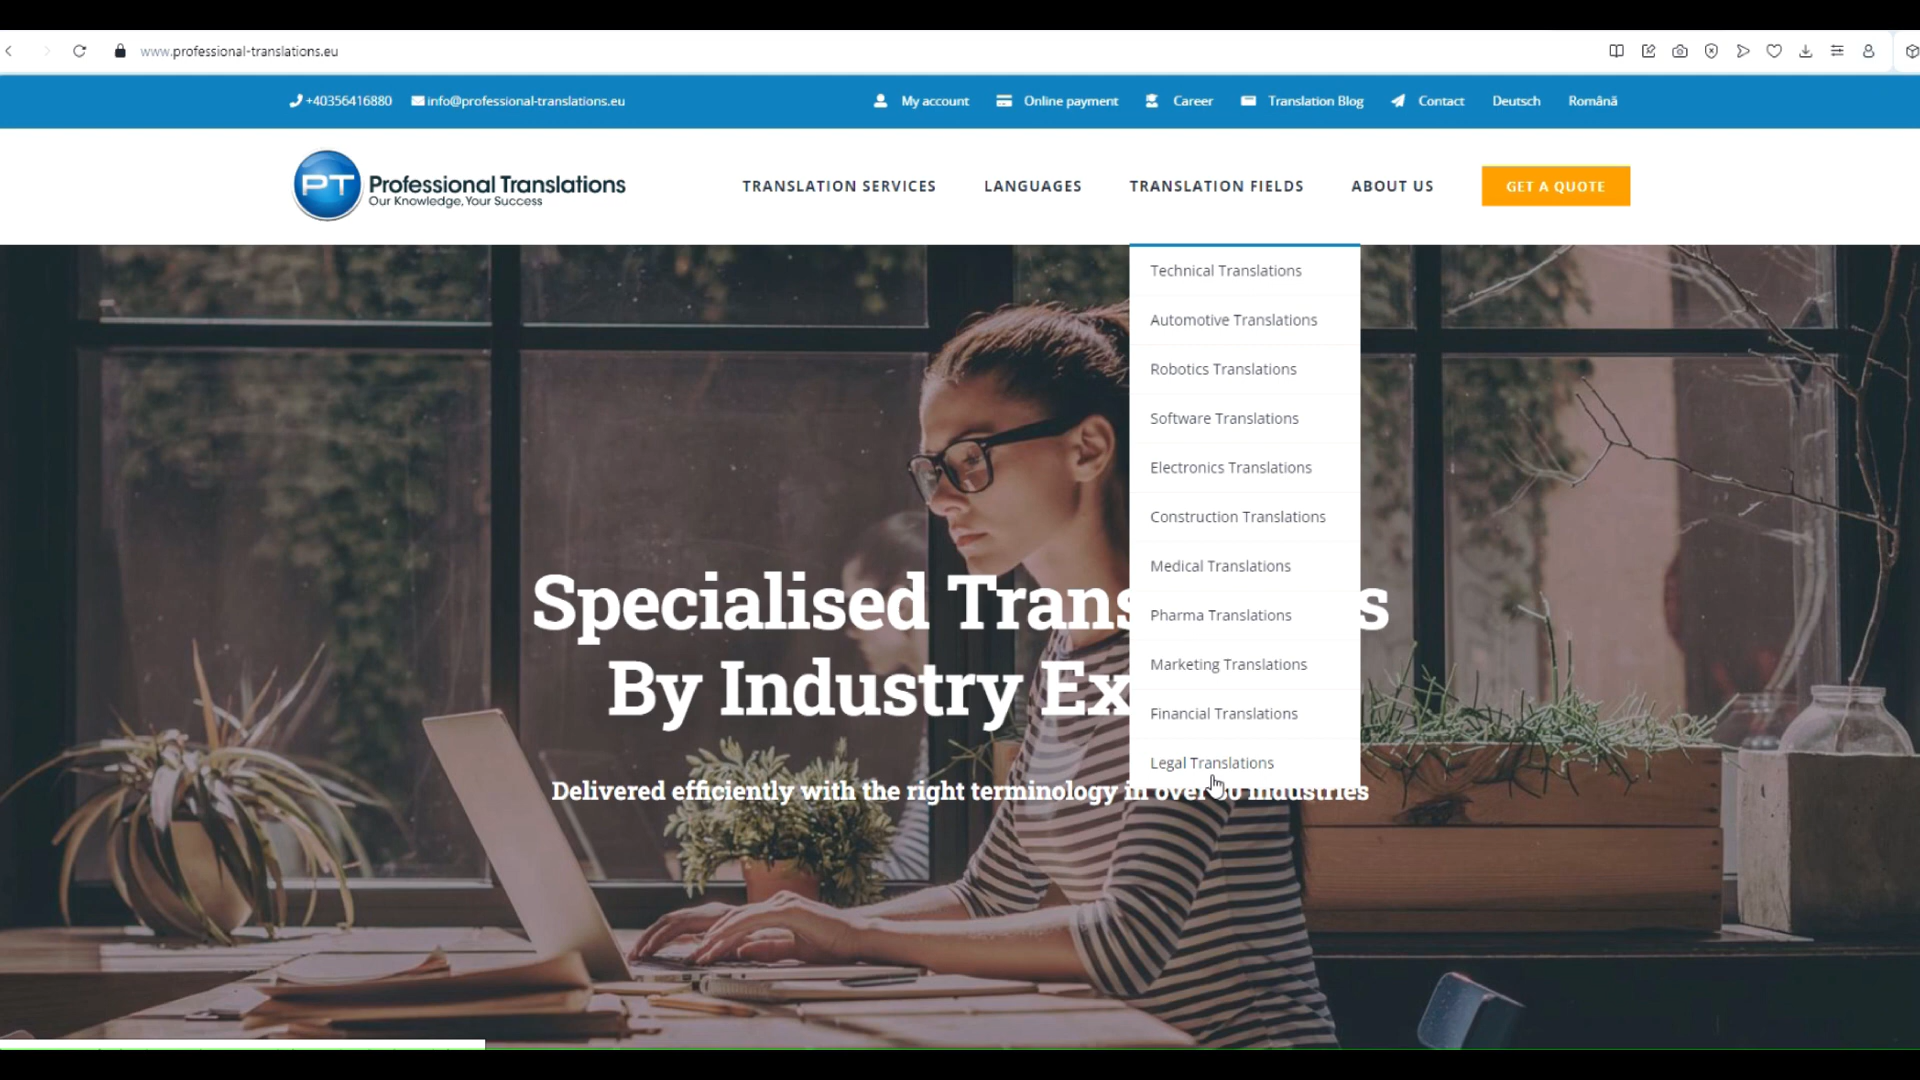 www.professional-translations.eu
+40356416880 info@professional-translations.eu My account Online payment Career Translation Blog Contact Deutsch Română
PT Professional Translations
Our Knowledge, Your Success
TRANSLATION SERVICES LANGUAGES TRANSLATION FIELDS ABOUT US GET A QUOTE
Technical Translations
Automotive Translations
Robotics Translations
Software Translations
Electronics Translations
Construction Translations
Medical Translations
Pharma Translations
Marketing Translations
Financial Translations
Legal Translations
Specialised Trans s
By Industry Ex
Delivered efficiently with the right terminology in over industries